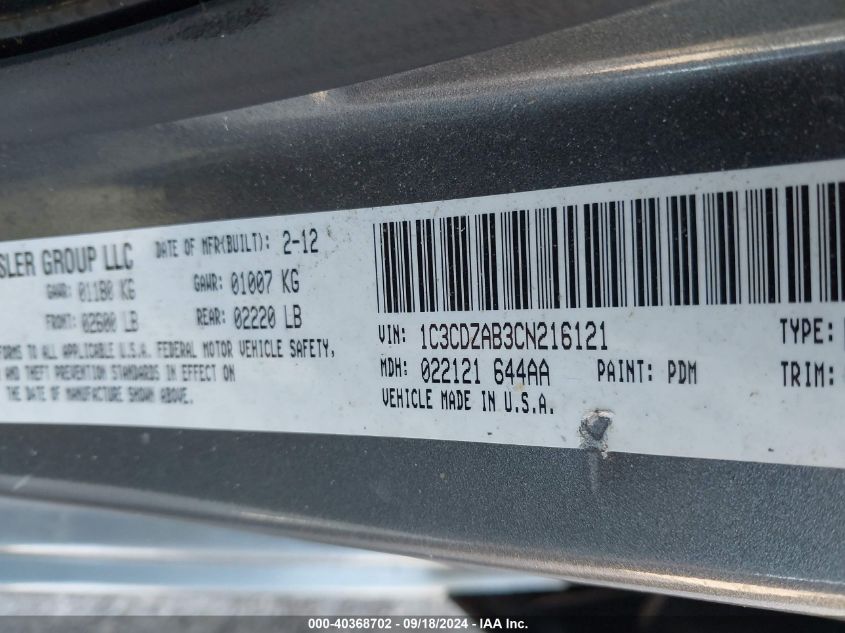 SLER GROUP LLC DATE OF MFR(BUILT): 2-12
GAWR: 01180 KG GAWR: 01007 KG
FRONT: 02600 LB REAR: 02220 LB
FORMS TO ALL APPLICABLE U.S.A. FEDERAL MOTOR VEHICLE SAFETY,
AND THEFT PREVENTION STANDARDS IN EFFECT ON
THE DATE OF MANUFACTURE SHOWN ABOVE.
VIN: 1C3CDZAB3CN216121 TYPE:
MDH: 022121 644AA PAINT: PDM TRIM:
VEHICLE MADE IN U.S.A.
000-40368702 - 09/18/2024 - IAA Inc.